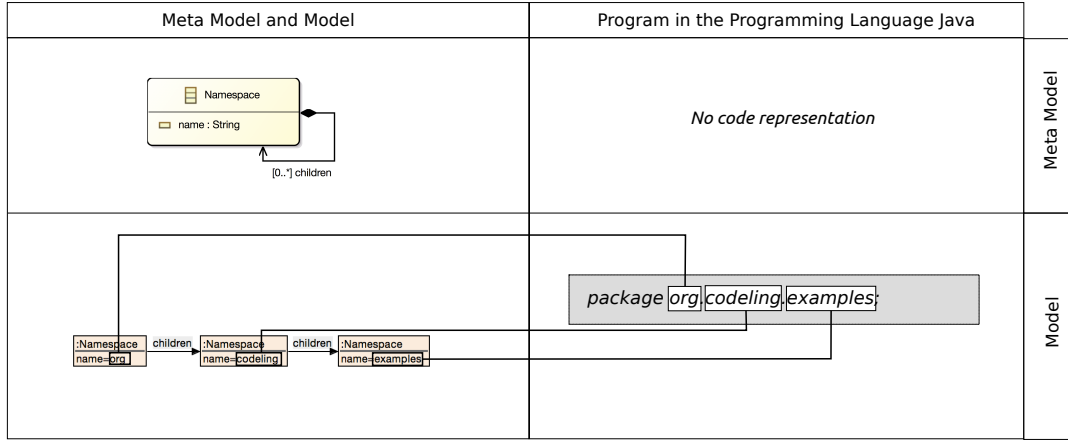 Meta Model and Model
Program in the Programming Language Java
Namespace
name : String
[0..*] children
No code representation
Meta Model
package org.codeling.examples;
:Namespace
name=org
children
:Namespace
name=codeling
children
:Namespace
name=examples
Model